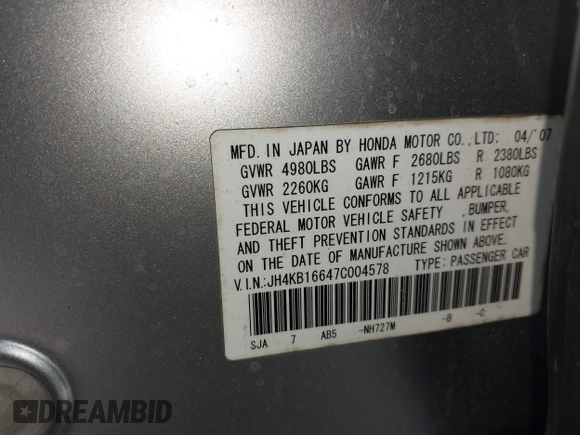 MFD. IN JAPAN BY HONDA MOTOR CO.,LTD: 04/'07
GVWR 4980LBS GAWR F 2680LBS R 2380LBS
GVWR 2260KG GAWR F 1215KG R 1080KG
THIS VEHICLE CONFORMS TO ALL APPLICABLE
FEDERAL MOTOR VEHICLE SAFETY ,BUMPER,
AND THEFT PREVENTION STANDARDS IN EFFECT
ON THE DATE OF MANUFACTURE SHOWN ABOVE.
V.I.N.:JH4KB16647C004578 TYPE: PASSENGER CAR
SJA 7 AB5 -NH727M -8 -C
DREAMBID